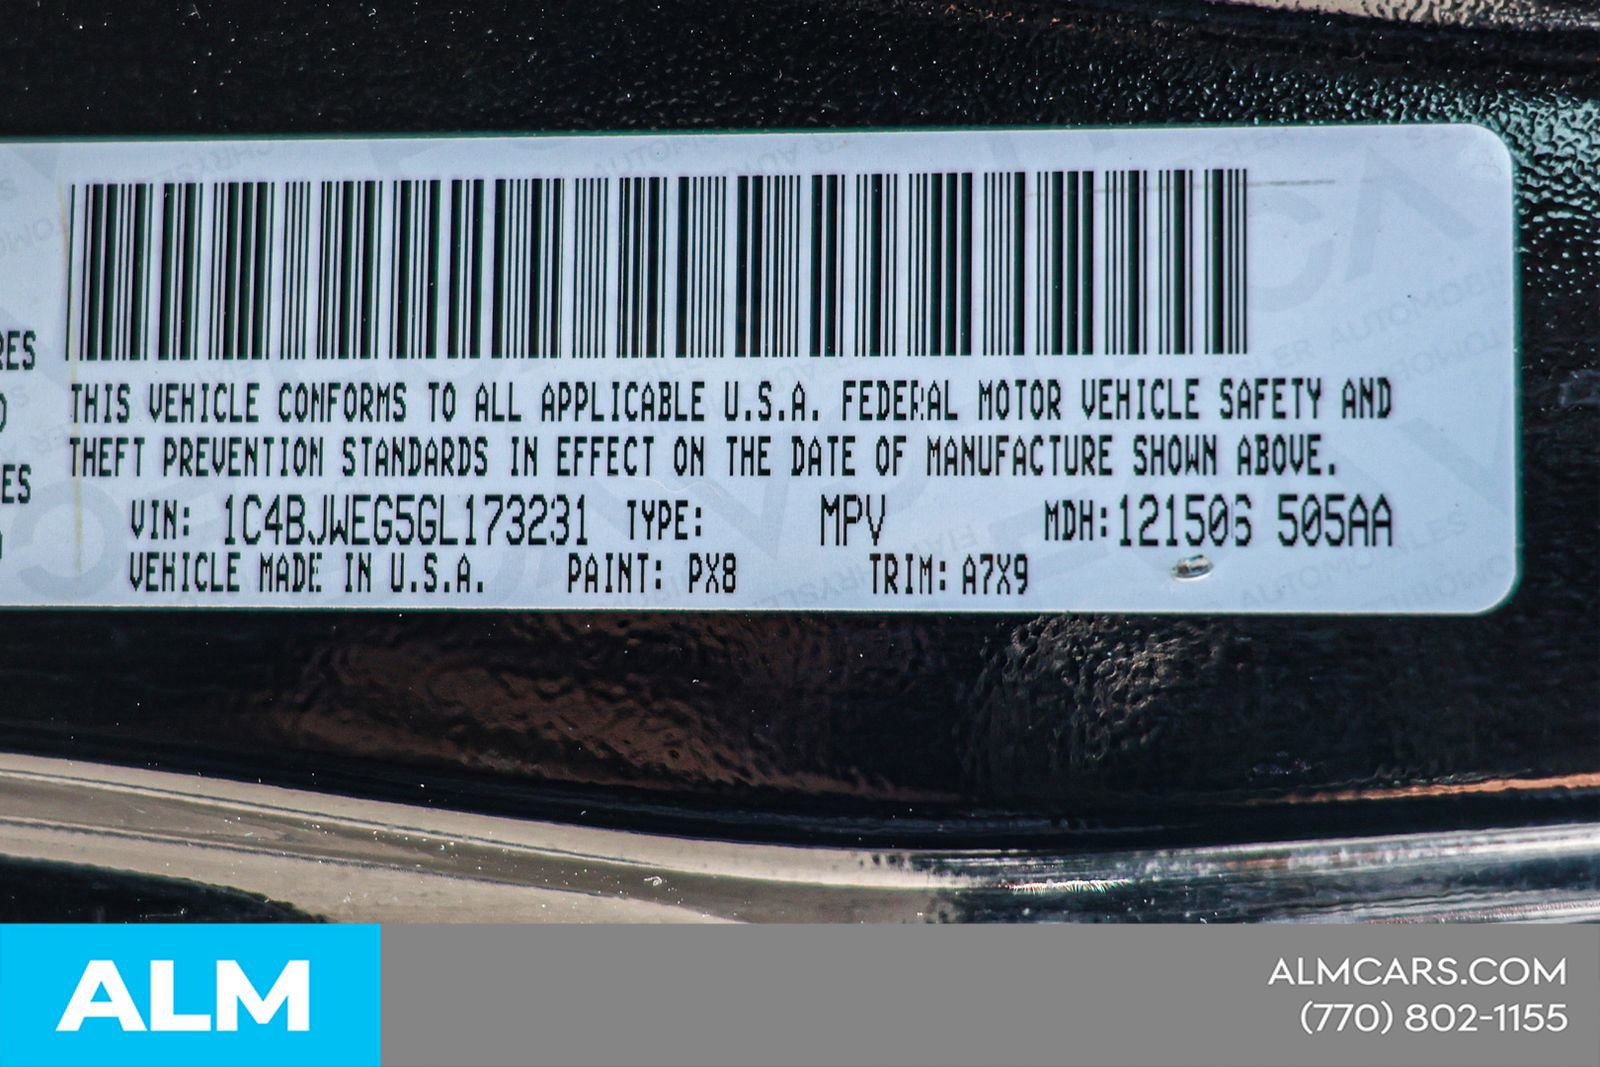 RES
ES
THIS VEHICLE CONFORMS TO ALL APPLICABLE U.S.A. FEDERAL MOTOR VEHICLE SAFETY AND
THEFT PREVENTION STANDARDS IN EFFECT ON THE DATE OF MANUFACTURE SHOWN ABOVE.
VIN: 1C4BJWEG5GL173231 TYPE: MPV MDH:121506 505AA
VEHICLE MADE IN U.S.A. PAINT: PX8 TRIM: A7X9
ALM
ALMCARS.COM
(770) 802-1155